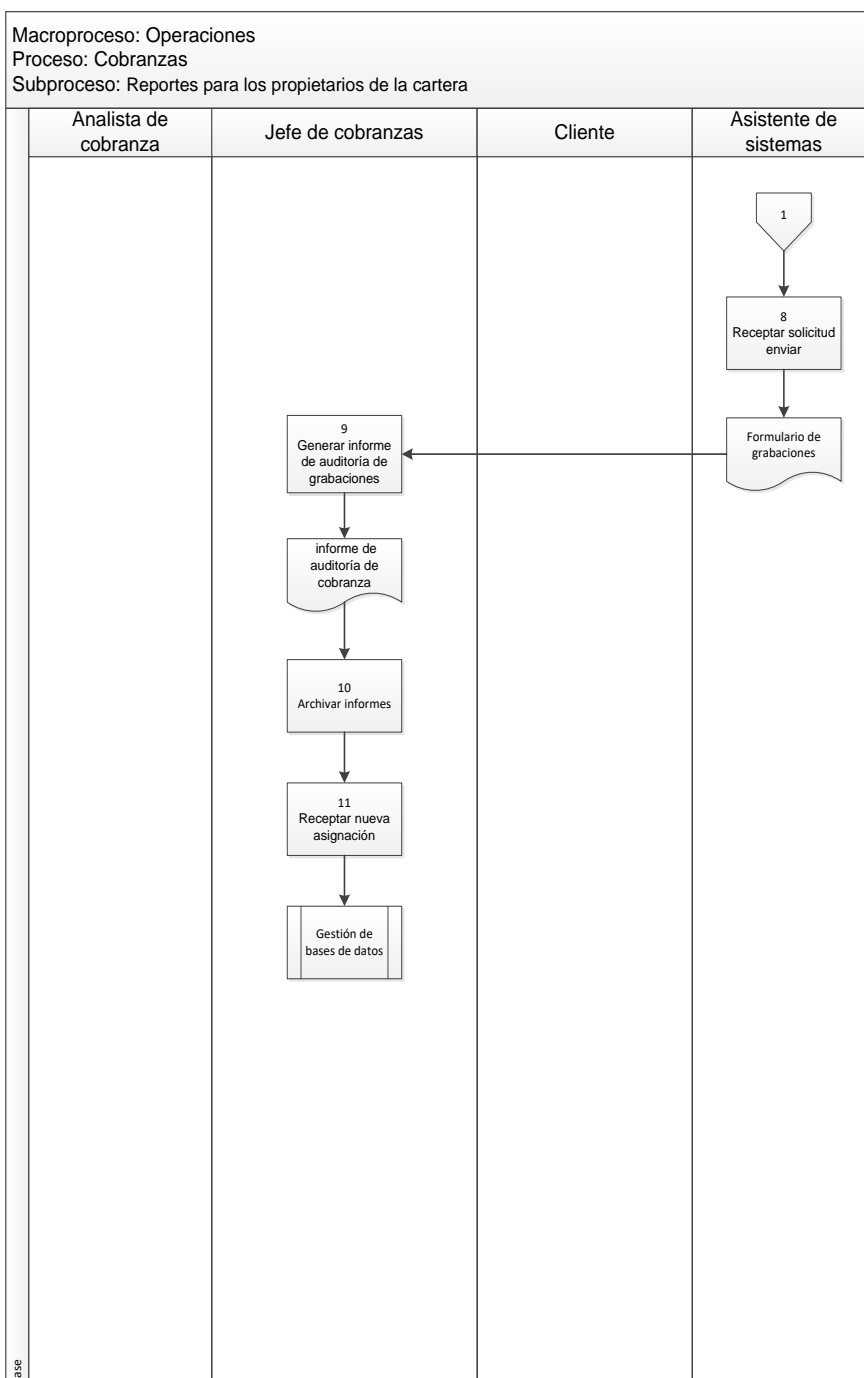 Macroproceso: Operaciones
Proceso: Cobranzas
Subproceso: Reportes para los propietarios de la cartera
Analista de
cobranza
Jefe de cobranzas
Cliente
Asistente de
sistemas
1
8
Receptar solicitud
enviar
Formulario de
grabaciones
9
Generar informe
de auditoría de
grabaciones
informe de
auditoría de
cobranza
10
Archivar informes
11
Receptar nueva
asignación
Gestión de
bases de datos
ase